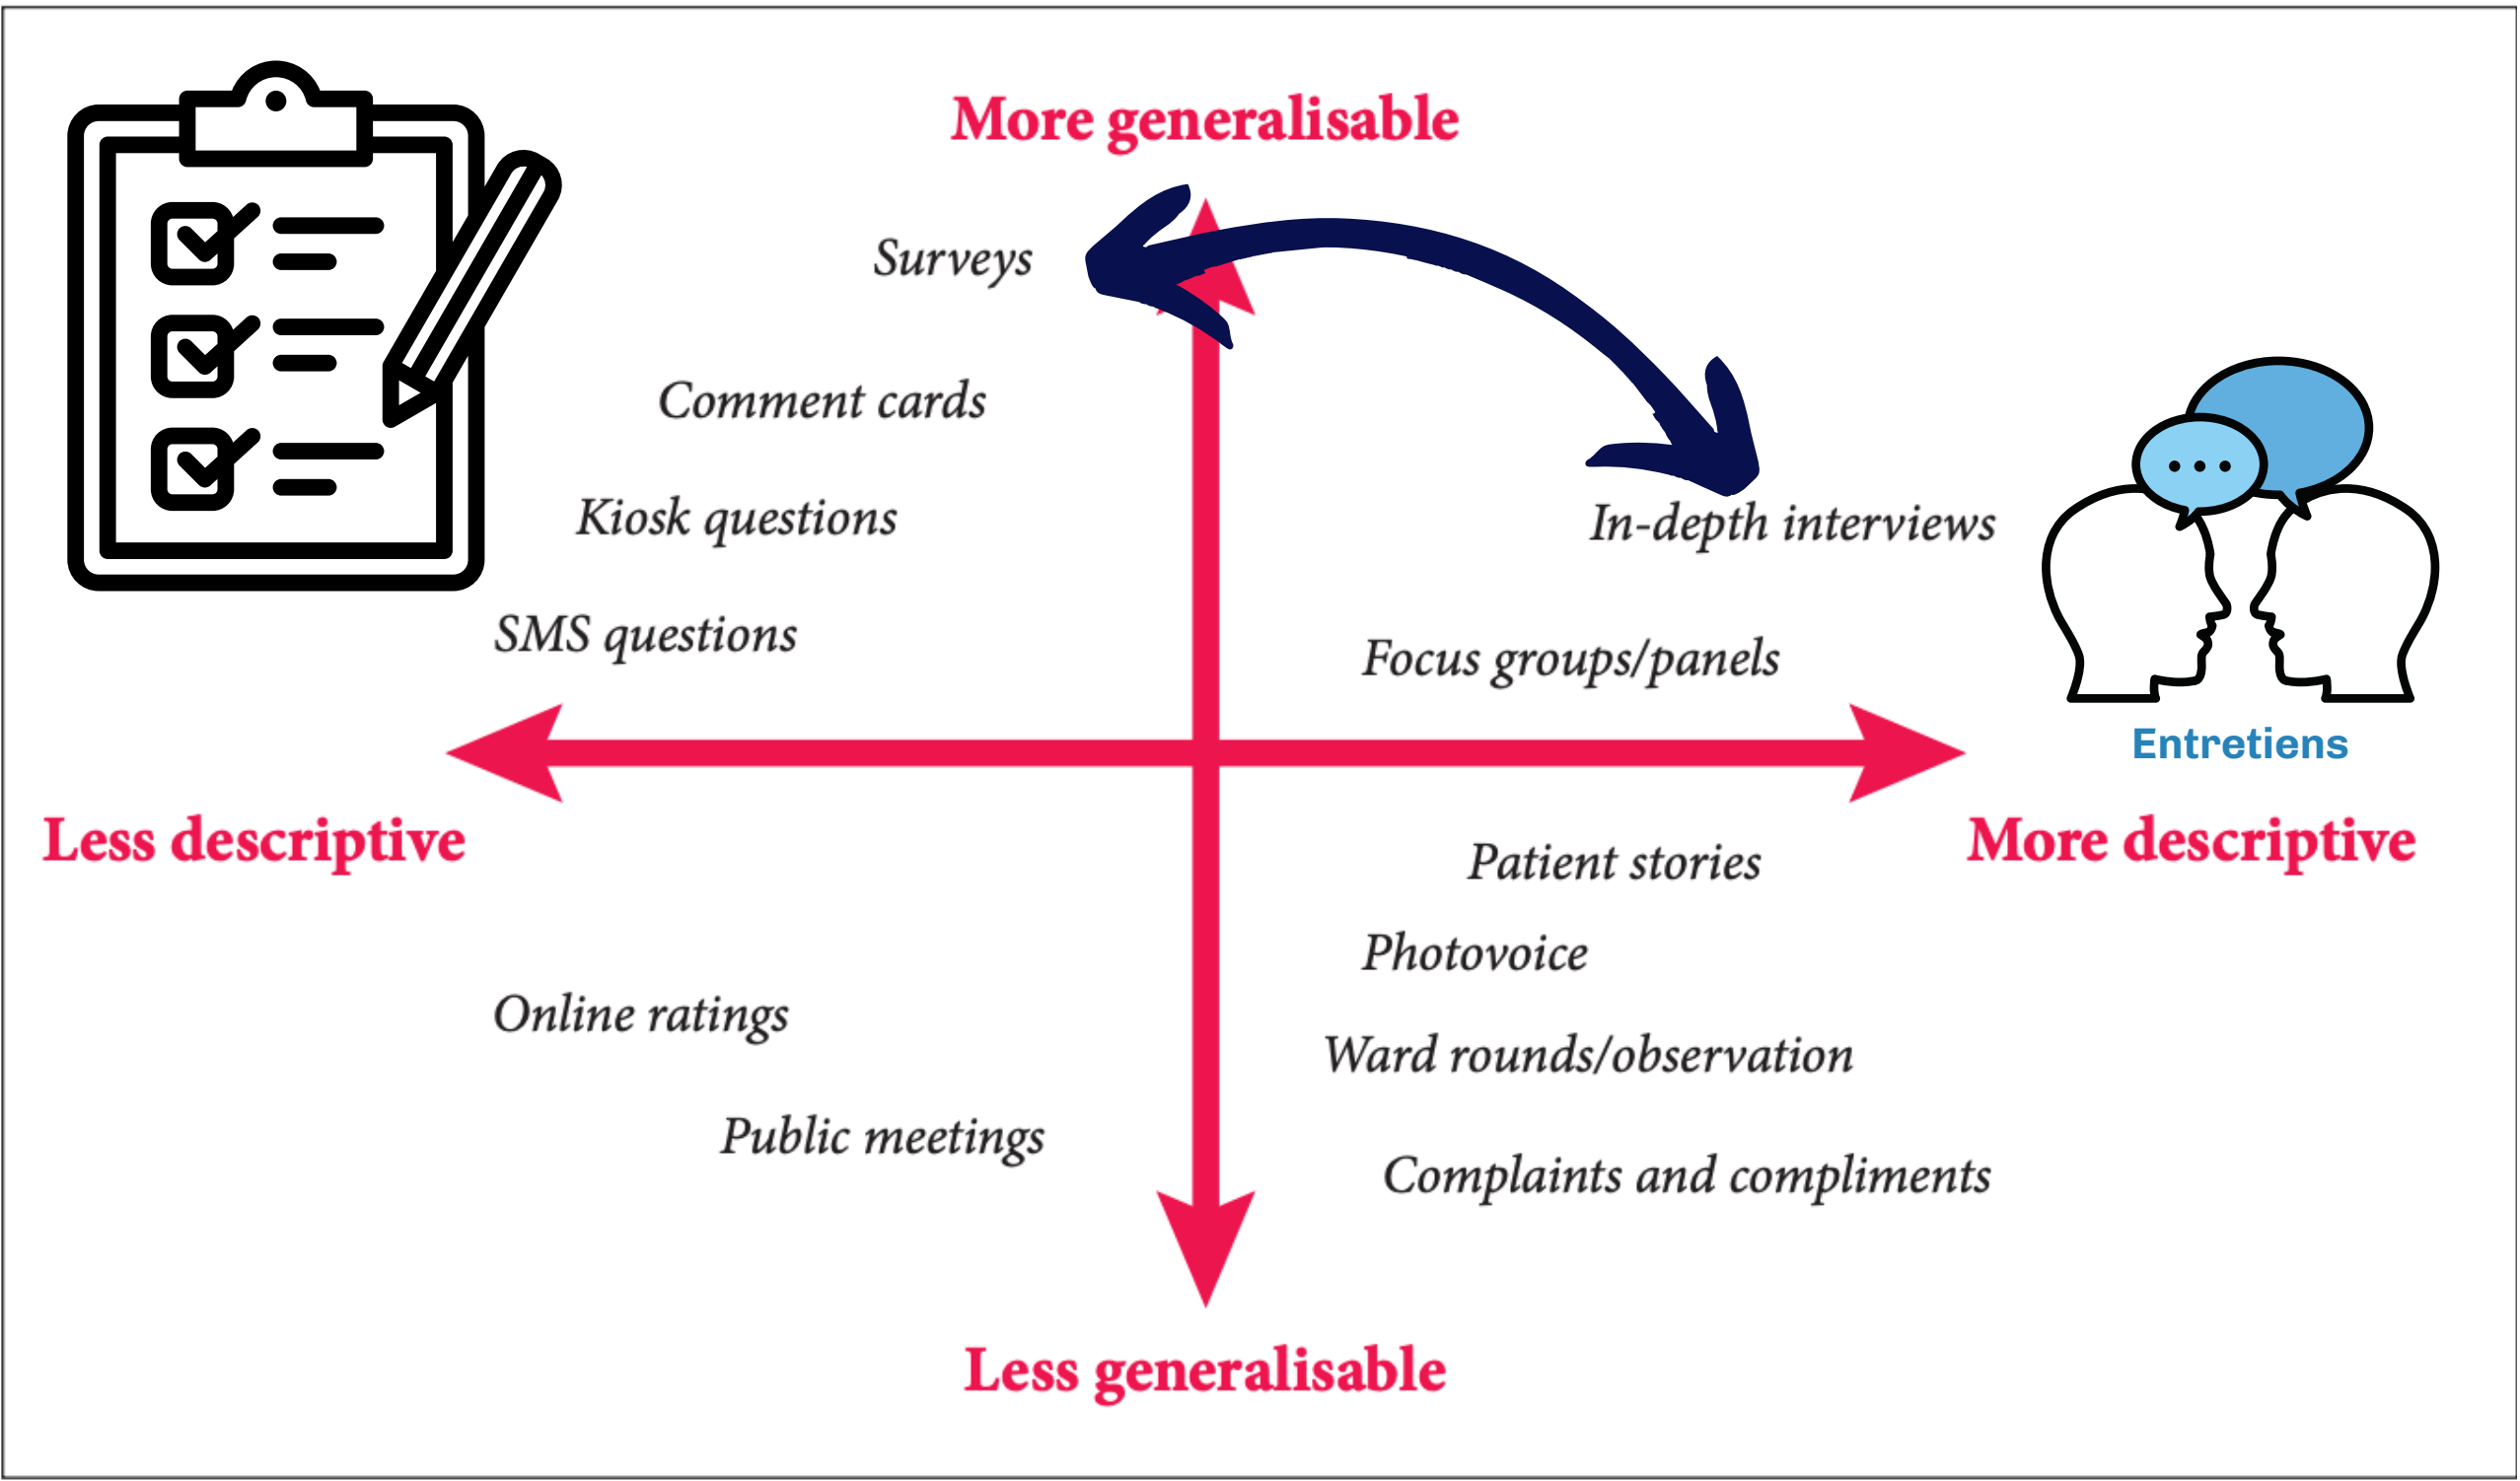 More generalisable
Surveys
Comment cards
Kiosk questions
In-depth interviews
SMS questions
Focus groups/panels
Entretiens
Less descriptive
More descriptive
Patient stories
Photovoice
Online ratings
Ward rounds/observation
Public meetings
Complaints and compliments
Less generalisable